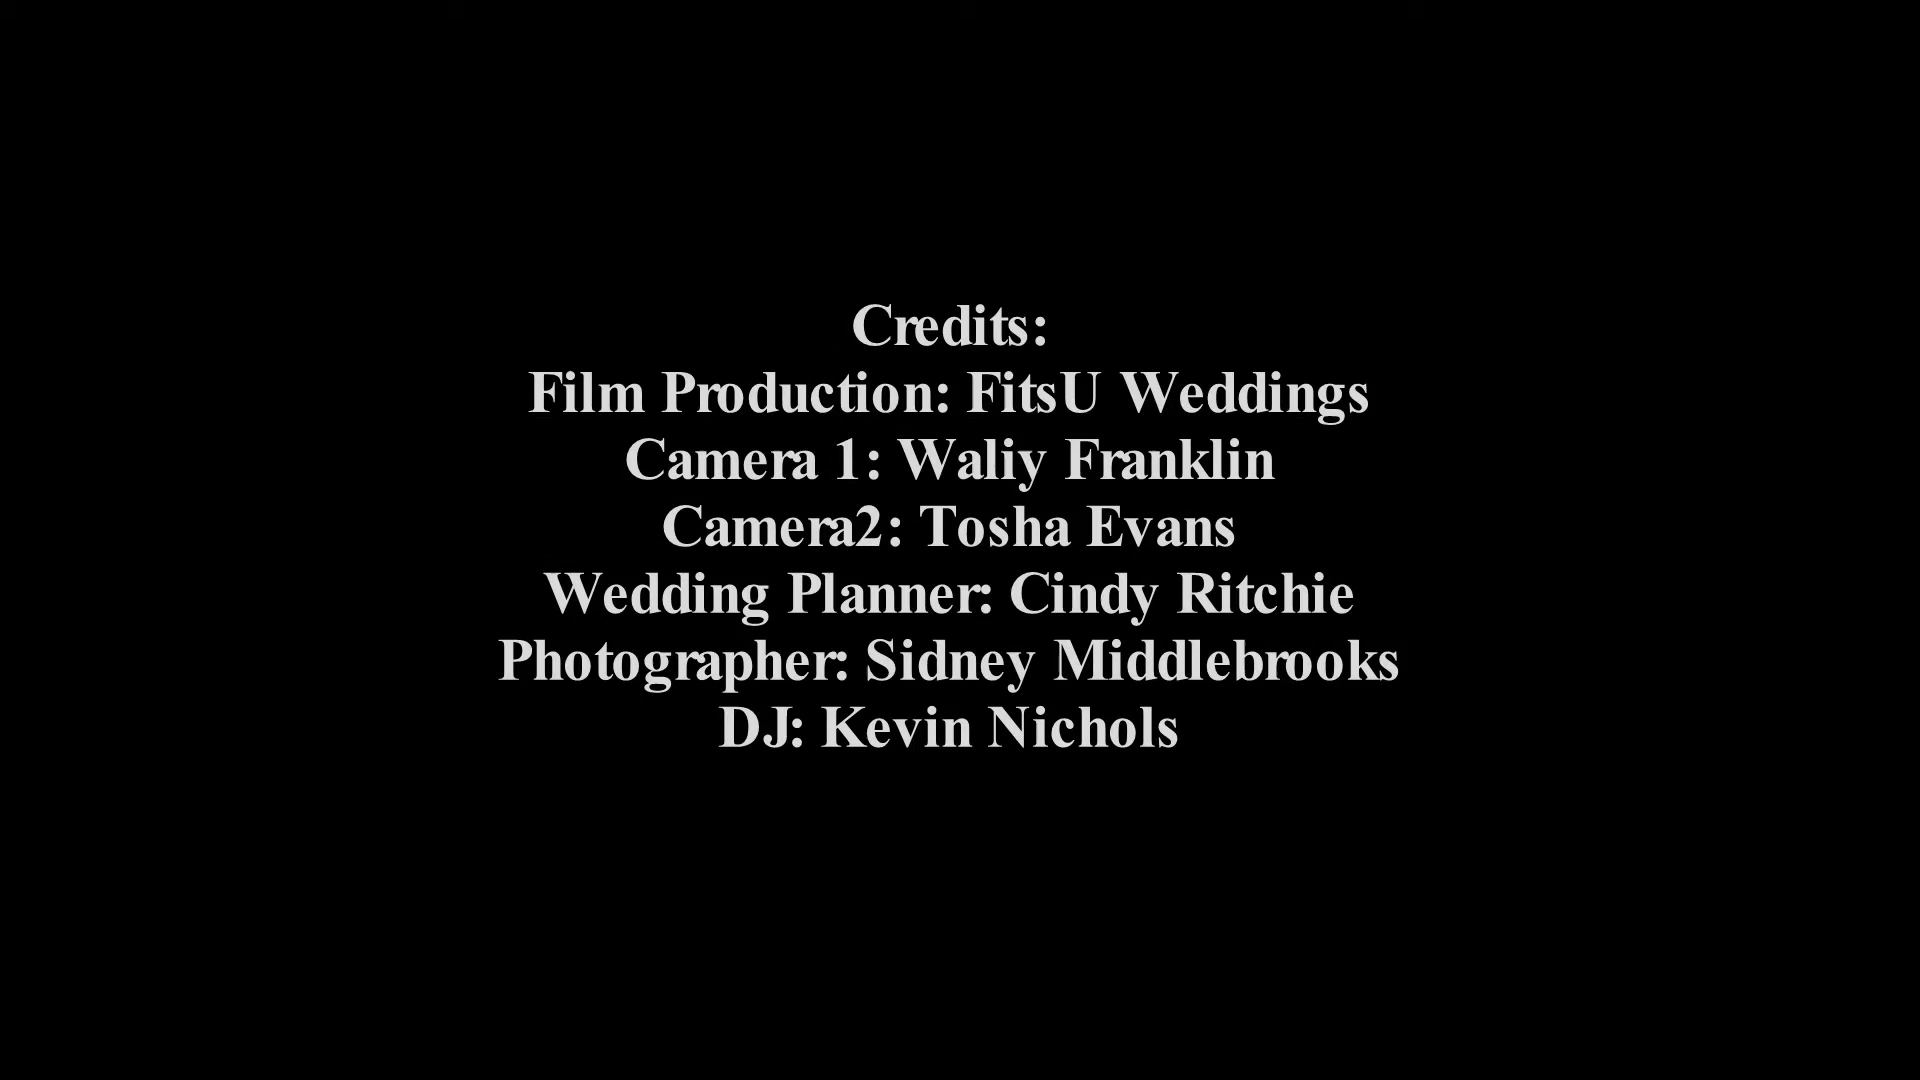 Credits:
Film Production: FitsU Weddings
Camera 1: Waliy Franklin
Camera2: Tosha Evans
Wedding Planner: Cindy Ritchie
Photographer: Sidney Middlebrooks
DJ: Kevin Nichols